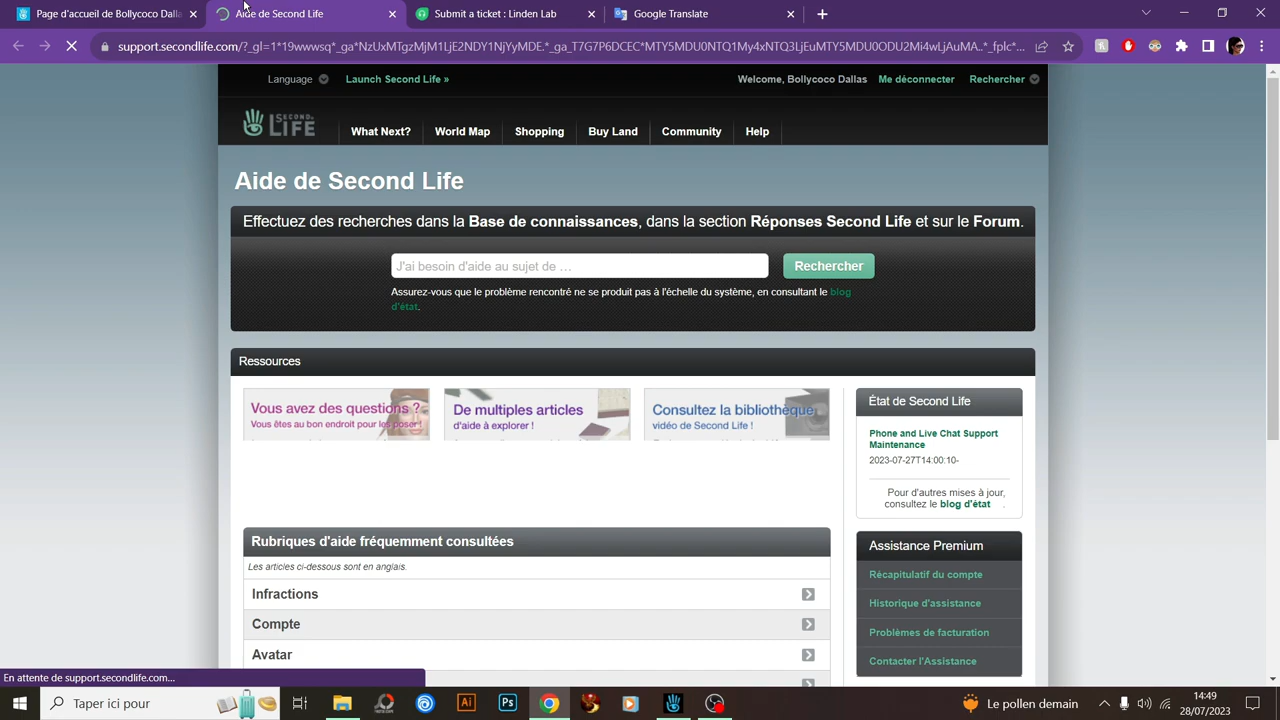 Page d'accueil de Bollycoco Dalla
Aide de Second Life
Submit a ticket : Linden Lab
Google Translate
support.secondlife.com/?_gl=1*19wwwsq*_ga*NzUxMTgzMjM1LjE2NDY1NjYyMDE.*_ga_T7G7P6DCEC*MTY5MDU0NTQ1My4xNTQ3LjEuMTY5MDU0ODU2Mi4wLjAuMA..*_fplc*...
Language Launch Second Life » Welcome, Bollycoco Dallas Me déconnecter Rechercher
SECOND LIFE What Next? World Map Shopping Buy Land Community Help
Aide de Second Life
Effectuez des recherches dans la Base de connaissances, dans la section Réponses Second Life et sur le Forum.
J'ai besoin d'aide au sujet de …
Rechercher
Assurez-vous que le problème rencontré ne se produit pas à l'échelle du système, en consultant le blog
d'état.
Ressources
Vous avez des questions ?
Vous êtes au bon endroit pour les poser !
De multiples articles
d'aide à explorer !
Consultez la bibliothèque
vidéo de Second Life !
État de Second Life
Phone and Live Chat Support
Maintenance
2023-07-27T14:00:10-
Pour d'autres mises à jour,
consultez le blog d'état .
Rubriques d'aide fréquemment consultées
Les articles ci-dessous sont en anglais.
Infractions
Compte
Avatar
Assistance Premium
Récapitulatif du compte
Historique d'assistance
Problèmes de facturation
Contacter l'Assistance
En attente de support.secondlife.com...
Taper ici pour
Ai
Ps
Le pollen demain
14:49
28/07/2023